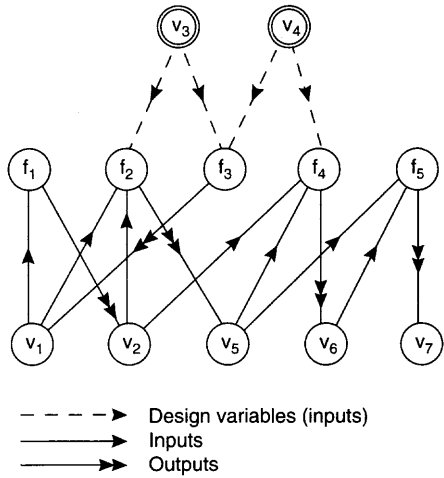 v₃ v₄
f₁ f₂ f₃ f₄ f₅
v₁ v₂ v₅ v₆ v₇
Design variables (inputs)
Inputs
Outputs